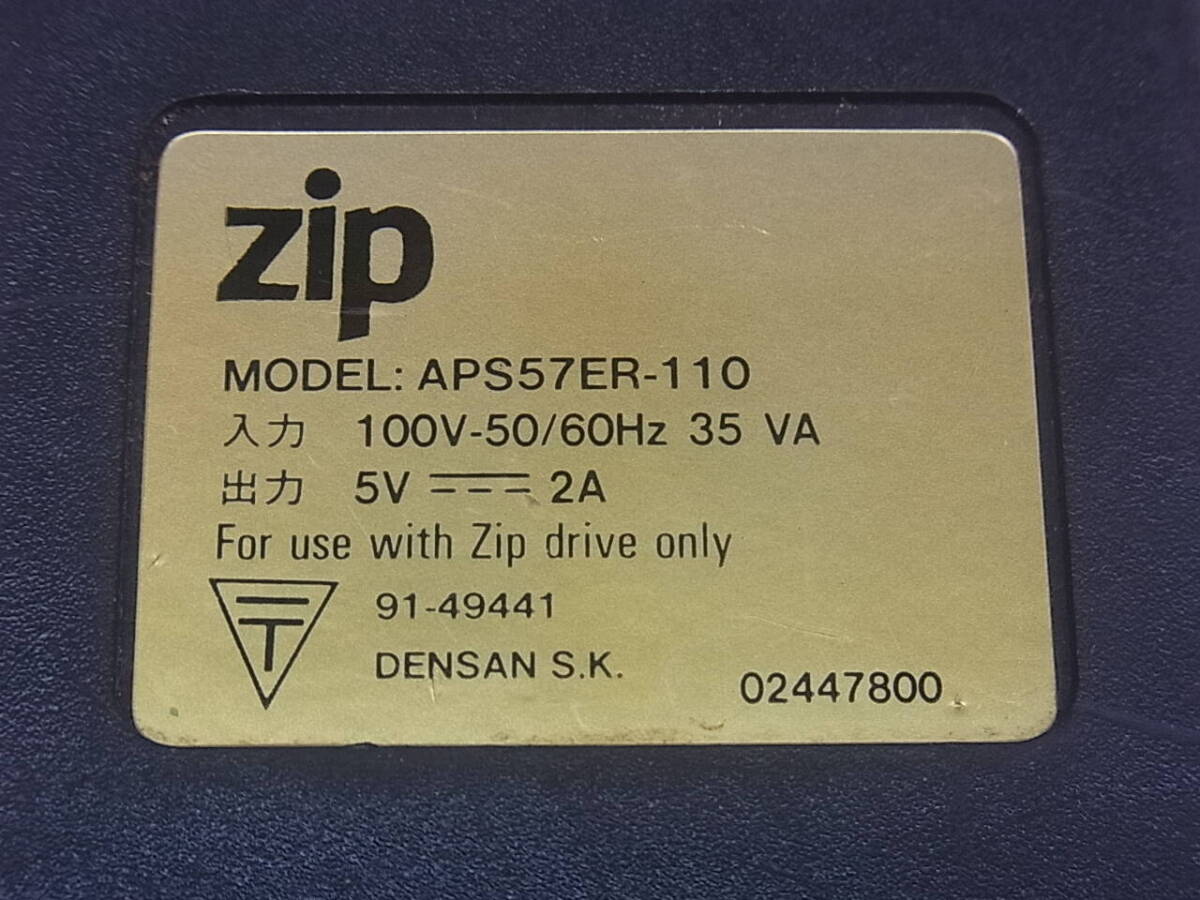 zip
MODEL: APS57ER-110
入力 100V-50/60Hz 35 VA
出力 5V ⎓ 2A
For use with Zip drive only
91-49441
DENSAN S.K.
02447800